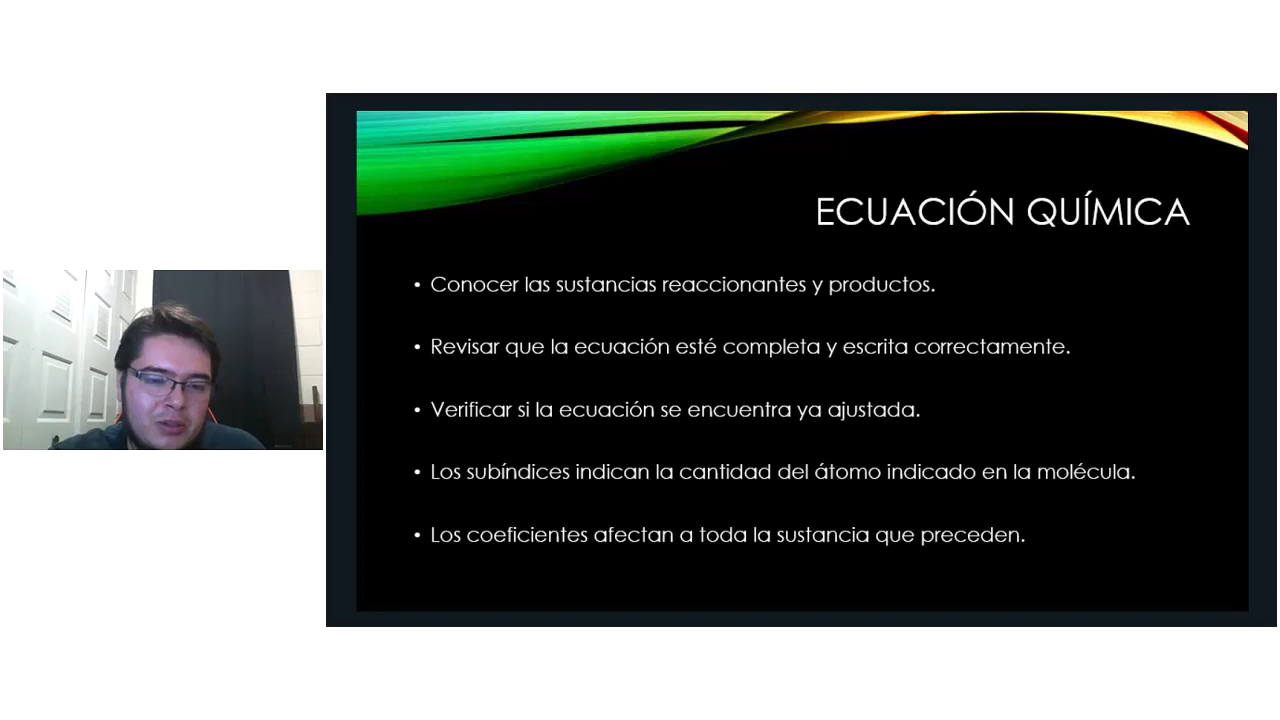 ECUACIÓN QUÍMICA
• Conocer las sustancias reaccionantes y productos.
• Revisar que la ecuación esté completa y escrita correctamente.
• Verificar si la ecuación se encuentra ya ajustada.
• Los subíndices indican la cantidad del átomo indicado en la molécula.
• Los coeficientes afectan a toda la sustancia que preceden.